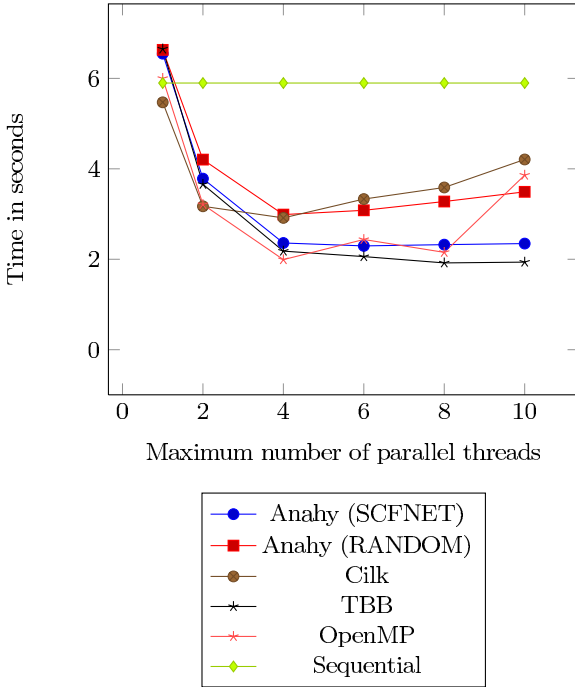 Time in seconds
6
4
2
0
0 2 4 6 8 10
Maximum number of parallel threads
Anahy (SCFNET)
Anahy (RANDOM)
Cilk
TBB
OpenMP
Sequential